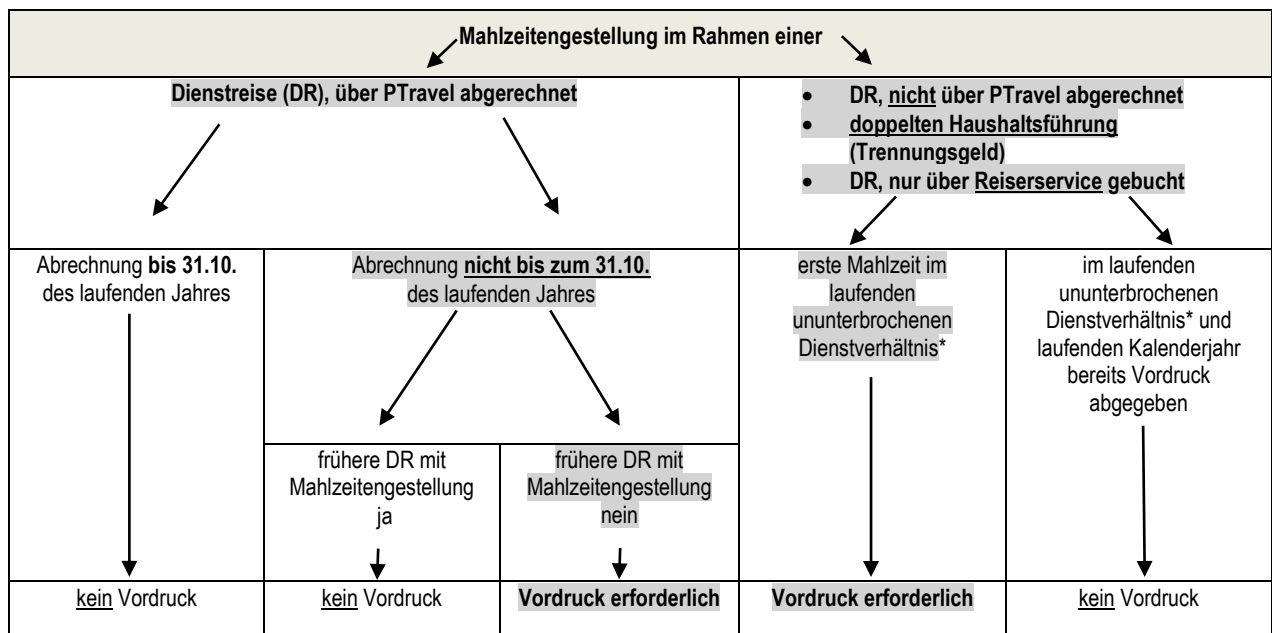 Mahlzeitengestellung im Rahmen einer
Dienstreise (DR), über PTravel abgerechnet
• DR, nicht über PTravel abgerechnet
• doppelten Haushaltsführung
(Trennungsgeld)
• DR, nur über Reiserservice gebucht
Abrechnung bis 31.10.
des laufenden Jahres
Abrechnung nicht bis zum 31.10.
des laufenden Jahres
erste Mahlzeit im
laufenden
ununterbrochenen
Dienstverhältnis*
im laufenden
ununterbrochenen
Dienstverhältnis* und
laufenden Kalenderjahr
bereits Vordruck
abgegeben
frühere DR mit
Mahlzeitengestellung
ja
frühere DR mit
Mahlzeitengestellung
nein
kein Vordruck
kein Vordruck
Vordruck erforderlich
Vordruck erforderlich
kein Vordruck